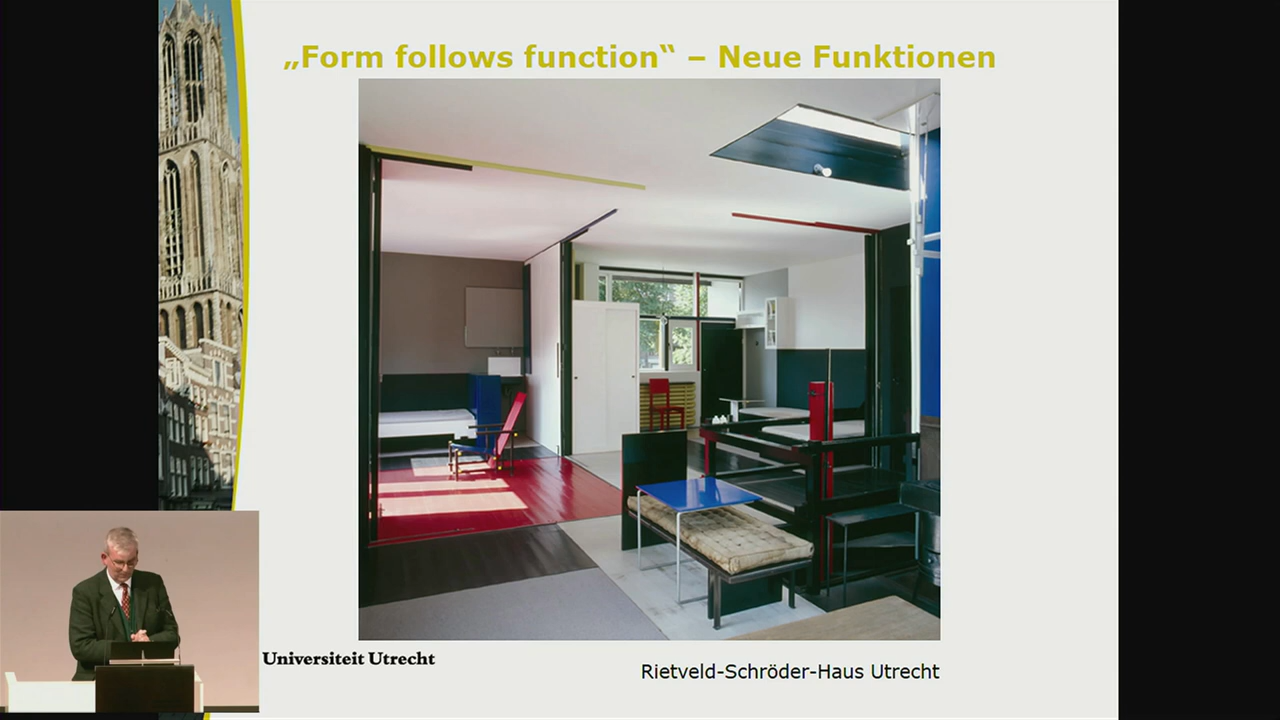 „Form follows function“ – Neue Funktionen
Universiteit Utrecht
Rietveld-Schröder-Haus Utrecht